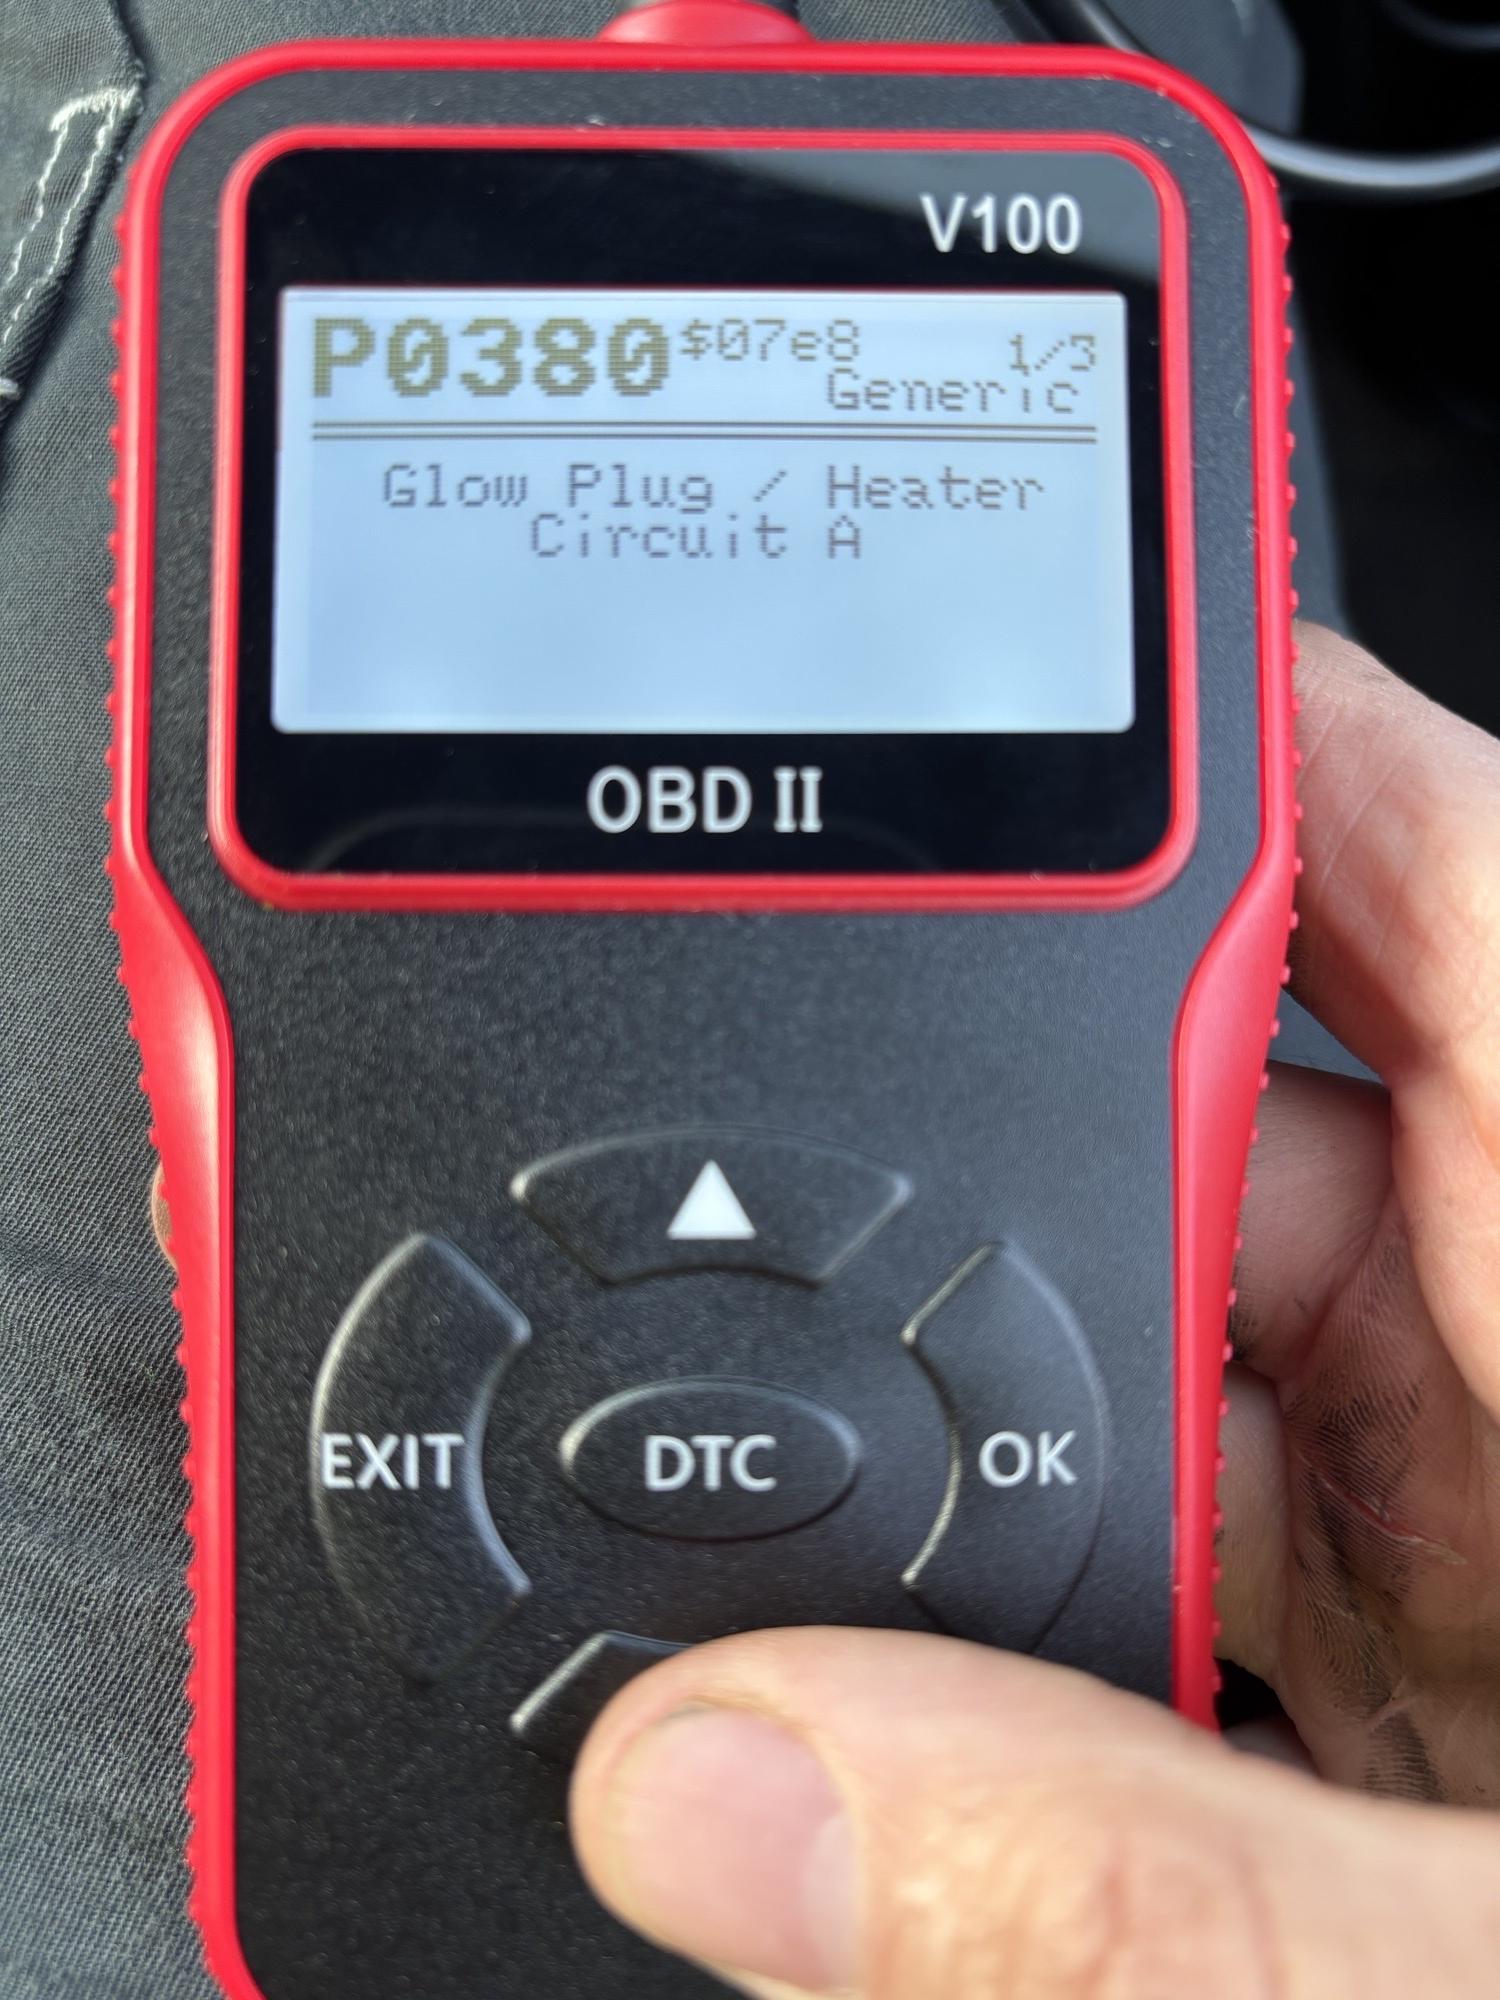 V100
P0380 $07e8 1/3
Generic
Glow Plug / Heater
Circuit A
OBD II
EXIT
DTC
OK